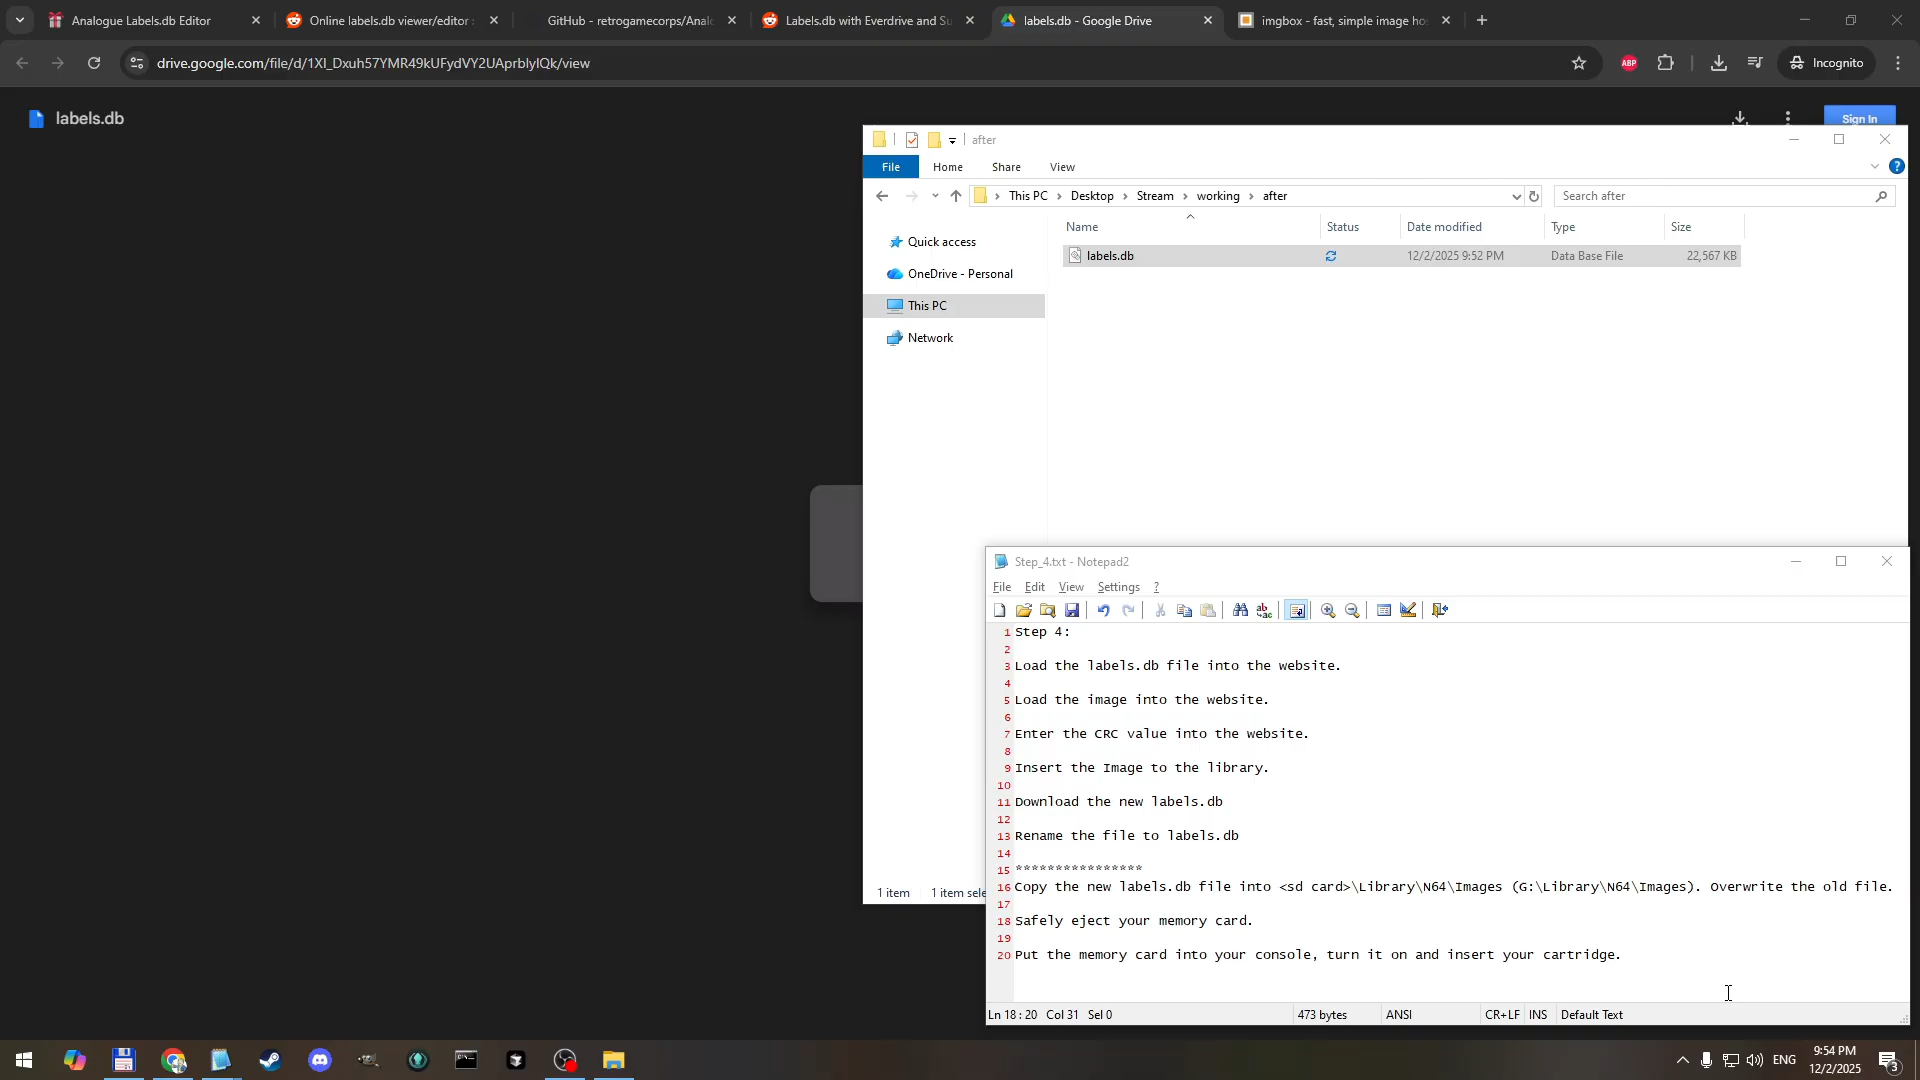 Analogue Labels.db Editor
Online labels.db viewer/editor
GitHub - retrogamecorps/Anal
Labels.db with Everdrive and Su
labels.db - Google Drive
imgbox - fast, simple image ho
drive.google.com/file/d/1XI_Dxuh57YMR49kUFydVY2UAprblyIQk/view
ABP
Incognito
labels.db
Sign In
after
File
Home
Share
View
This PC
Desktop
Stream
working
after
Search after
Name
Status
Date modified
Type
Size
labels.db
12/2/2025 9:52 PM
Data Base File
22,567 KB
Quick access
OneDrive - Personal
This PC
Network
1 item
1 item sele
Step_4.txt - Notepad2
File
Edit
View
Settings
?
1 Step 4:
2
3 Load the labels.db file into the website.
4
5 Load the image into the website.
6
7 Enter the CRC value into the website.
8
9 Insert the Image to the library.
10
11 Download the new labels.db
12
13 Rename the file to labels.db
14
15 ****************
16 Copy the new labels.db file into <sd card>\Library\N64\Images (G:\Library\N64\Images). Overwrite the old file.
17
18 Safely eject your memory card.
19
20 Put the memory card into your console, turn it on and insert your cartridge.
Ln 18 : 20 Col 31 Sel 0
473 bytes
ANSI
CR+LF
INS
Default Text
ENG
9:54 PM
12/2/2025
3